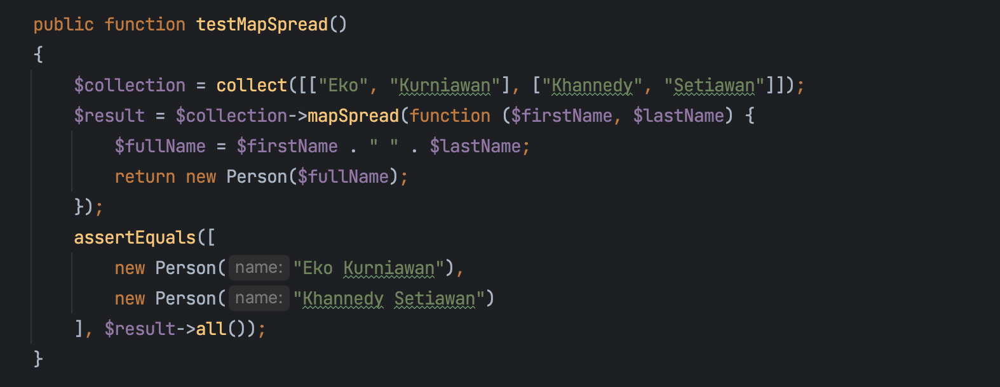 public function testMapSpread()
{
    $collection = collect([["Eko", "Kurniawan"], ["Khannedy", "Setiawan"]]);
    $result = $collection->mapSpread(function ($firstName, $lastName) {
        $fullName = $firstName . " " . $lastName;
        return new Person($fullName);
    });
    assertEquals([
        new Person( name: "Eko Kurniawan"),
        new Person( name: "Khannedy Setiawan")
    ], $result->all());
}